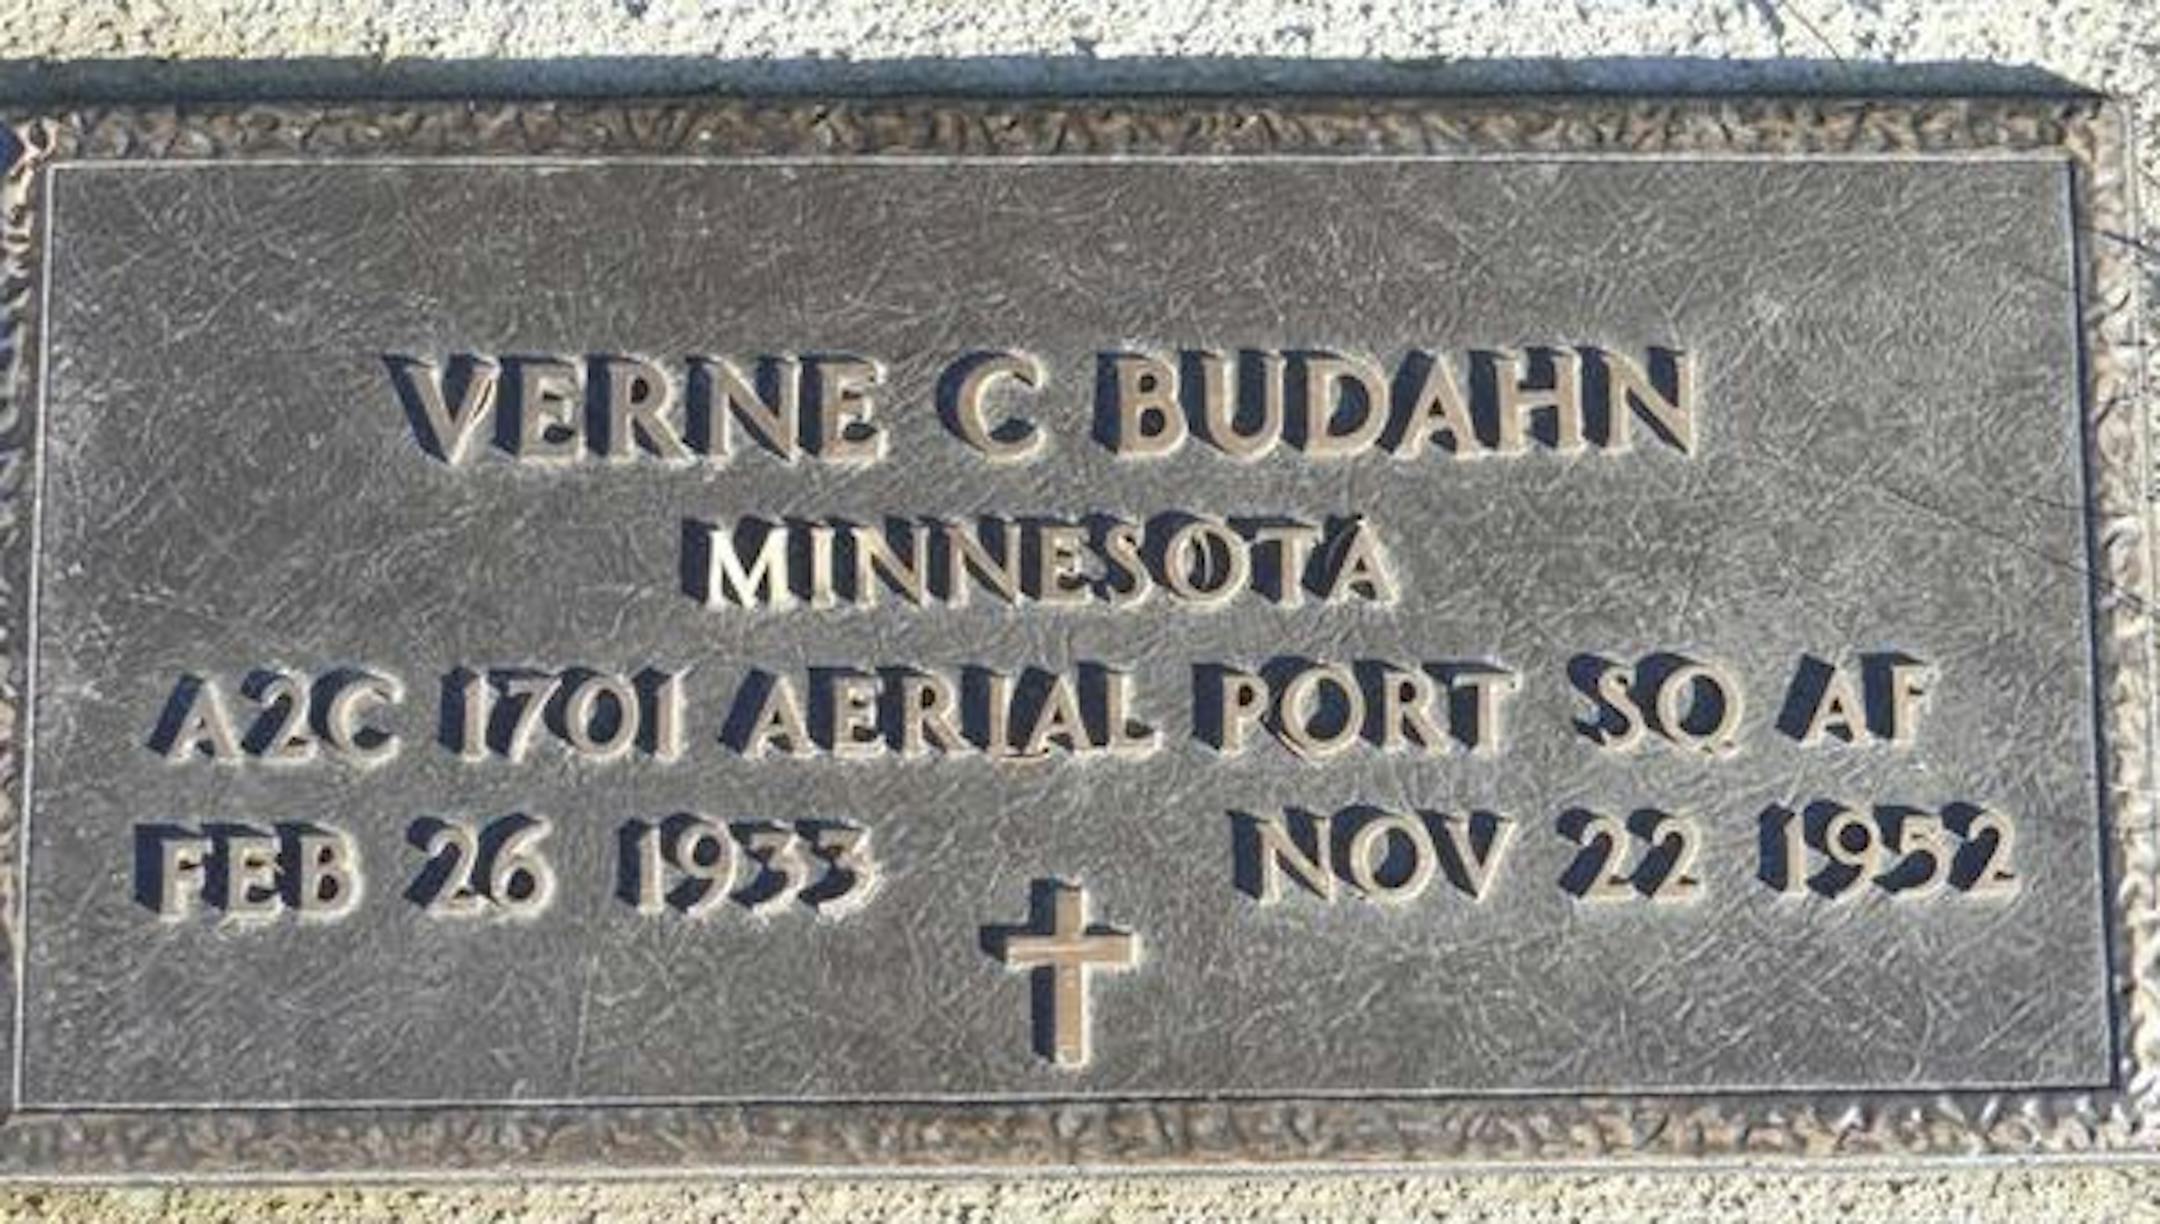 VERNE C BUDAHN
MINNESOTA
A2C 1701 AERIAL PORT SQ AF
FEB 26 1933 NOV 22 1952